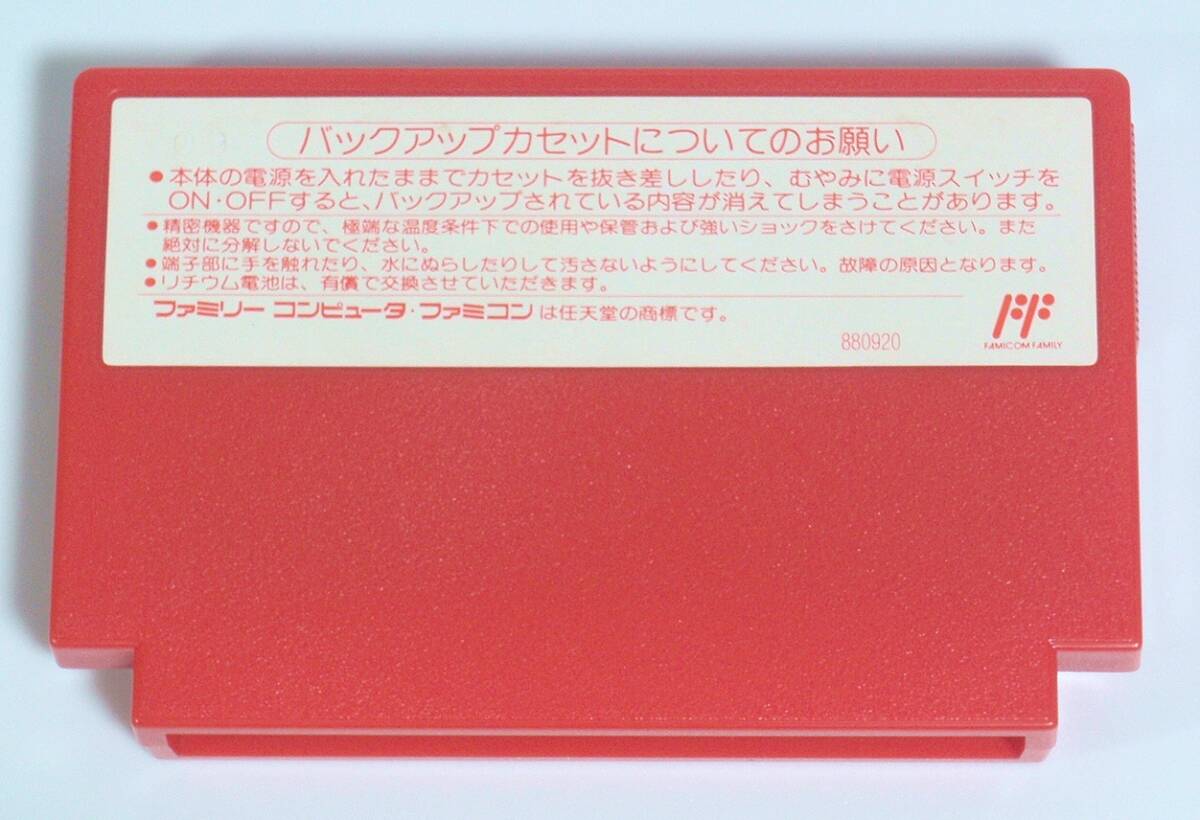 バックアップカセットについてのお願い
●本体の電源を入れたままでカセットを抜き差ししたり、むやみに電源スイッチを
ON・OFFすると、バックアップされている内容が消えてしまうことがあります。
●精密機器ですので、極端な温度条件下での使用や保管および強いショックをさけてください。また
絶対に分解しないでください。
●端子部に手を触れたり、水にぬらしたりして汚さないようにしてください。故障の原因となります。
●リチウム電池は、有償で交換させていただきます。
ファミリー コンピュータ・ファミコンは任天堂の商標です。
880920
FAMICOM FAMILY